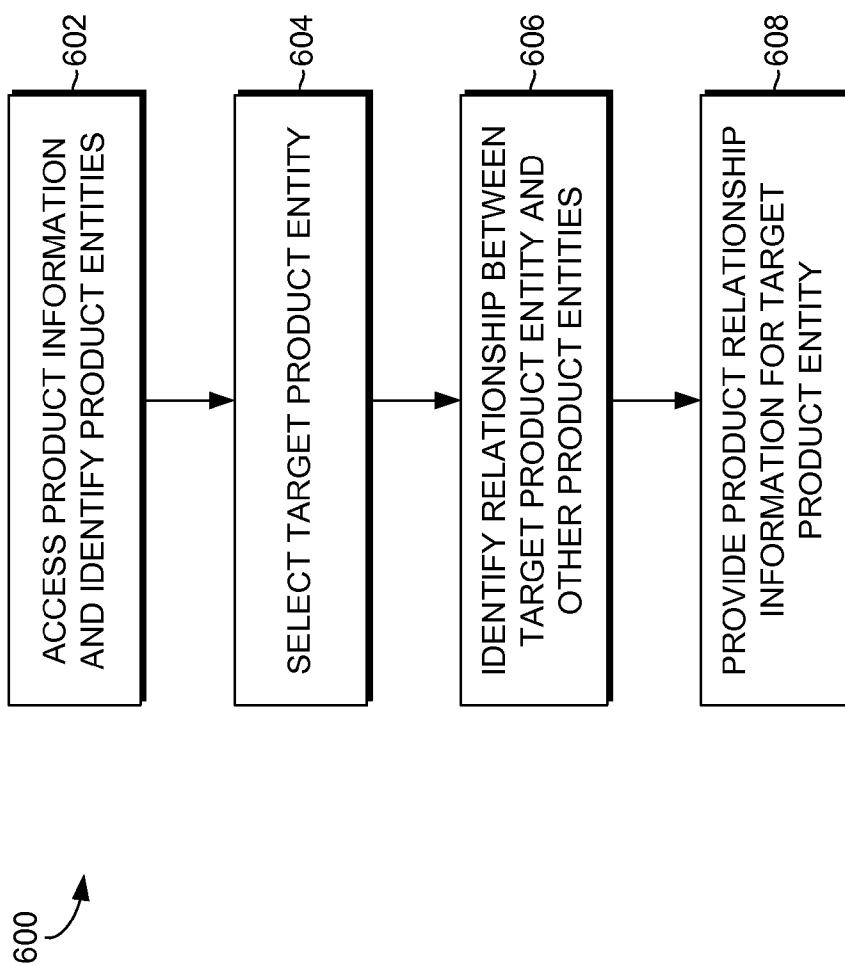 600
602
ACCESS PRODUCT INFORMATION
AND IDENTIFY PRODUCT ENTITIES
604
SELECT TARGET PRODUCT ENTITY
606
IDENTIFY RELATIONSHIP BETWEEN
TARGET PRODUCT ENTITY AND
OTHER PRODUCT ENTITIES
608
PROVIDE PRODUCT RELATIONSHIP
INFORMATION FOR TARGET
PRODUCT ENTITY